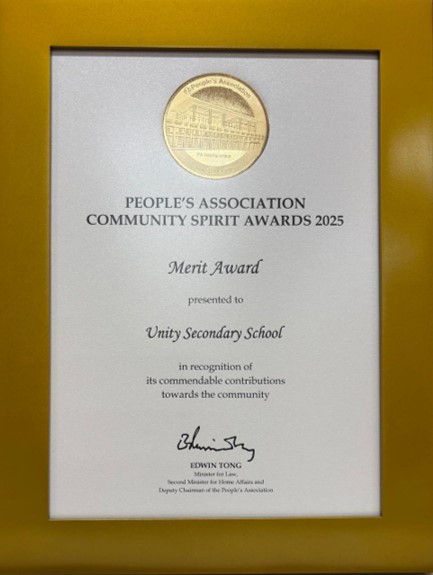 People's Association
PEOPLE'S ASSOCIATION
COMMUNITY SPIRIT AWARDS 2025
Merit Award
presented to
Unity Secondary School
in recognition of
its commendable contributions
towards the community
EDWIN TONG
Minister for Law,
Second Minister for Home Affairs and
Deputy Chairman of the People's Association